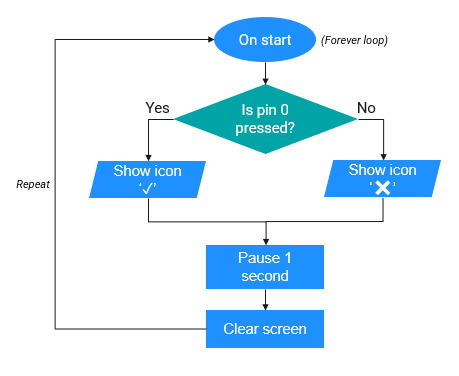 On start
(Forever loop)
Is pin 0
pressed?
Yes
No
Show icon
‘✓’
Show icon
‘❌’
Repeat
Pause 1
second
Clear screen